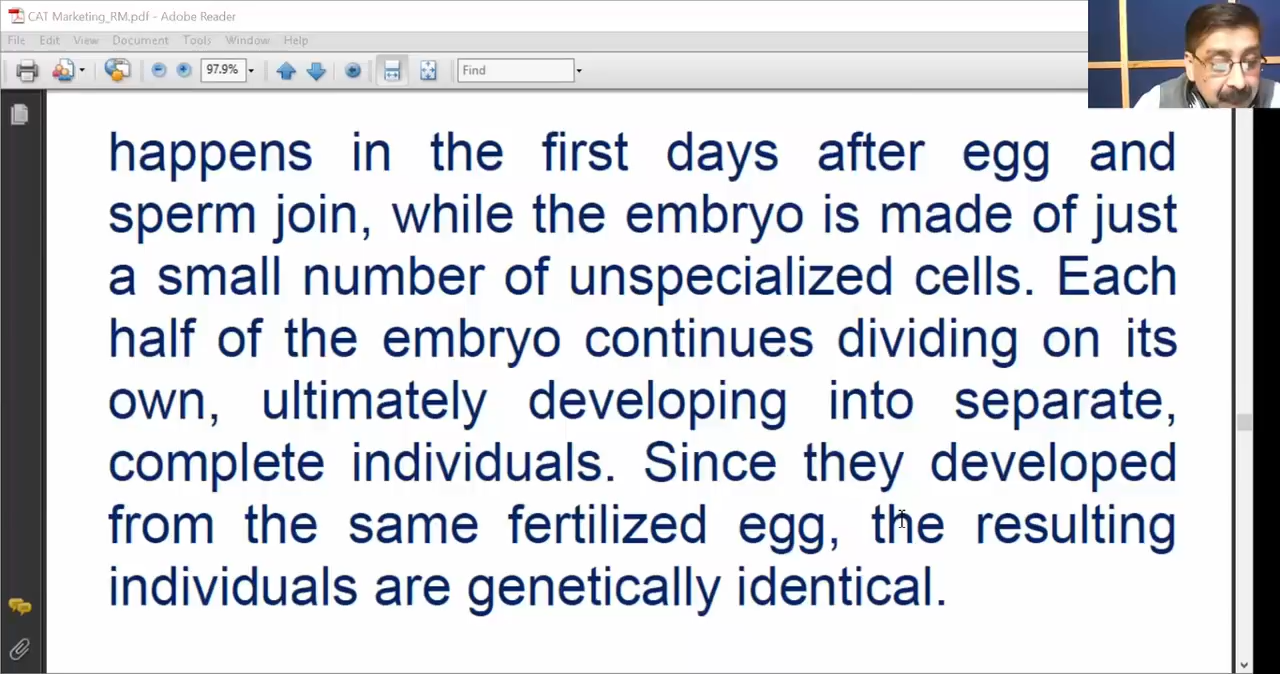 CAT Marketing_RM.pdf - Adobe Reader
File Edit View Document Tools Window Help
97.9% Find
happens in the first days after egg and
sperm join, while the embryo is made of just
a small number of unspecialized cells. Each
half of the embryo continues dividing on its
own, ultimately developing into separate,
complete individuals. Since they developed
from the same fertilized egg, the resulting
individuals are genetically identical.